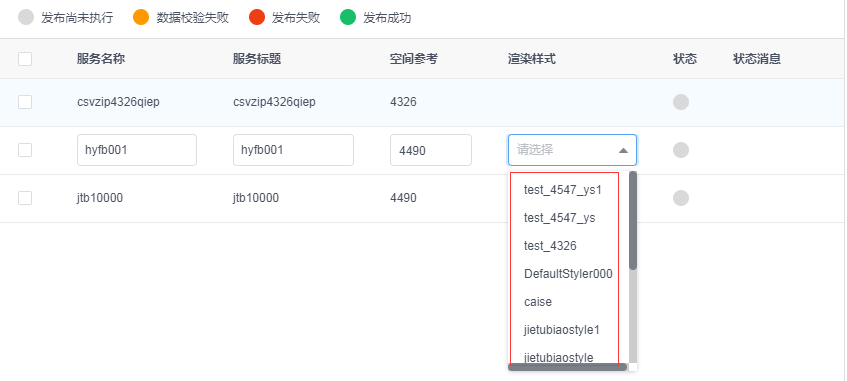 发布尚未执行 数据校验失败 发布失败 发布成功
服务名称 服务标题 空间参考 渲染样式 状态 状态消息
csvzip4326qiep csvzip4326qiep 4326
hyfb001 hyfb001 4490 请选择
jtb10000 jtb10000 4490
test_4547_ys1
test_4547_ys
test_4326
DefaultStyler000
caise
jietubiaostyle1
jietubiaostyle